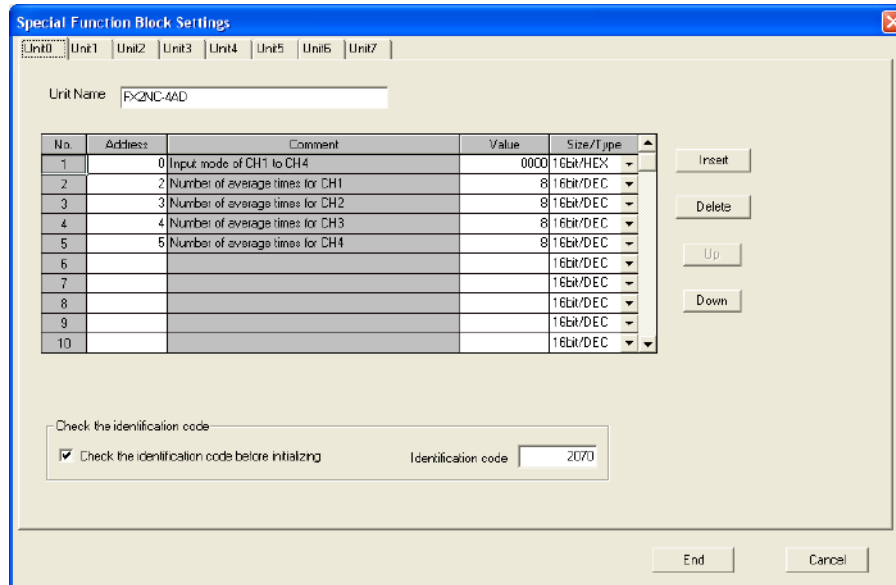 Special Function Block Settings
Unit0 Unit1 Unit2 Unit3 Unit4 Unit5 Unit6 Unit7
Unit Name FX2NC-4AD
No. Address Comment Value Size/Type
1 0 Input mode of CH1 to CH4 0000 16bit/HEX
2 2 Number of average times for CH1 8 16bit/DEC
3 3 Number of average times for CH2 8 16bit/DEC
4 4 Number of average times for CH3 8 16bit/DEC
5 5 Number of average times for CH4 8 16bit/DEC
6 16bit/DEC
7 16bit/DEC
8 16bit/DEC
9 16bit/DEC
10 16bit/DEC
Insert
Delete
Up
Down
Check the identification code
Check the identification code before initializing Identification code 2070
End Cancel